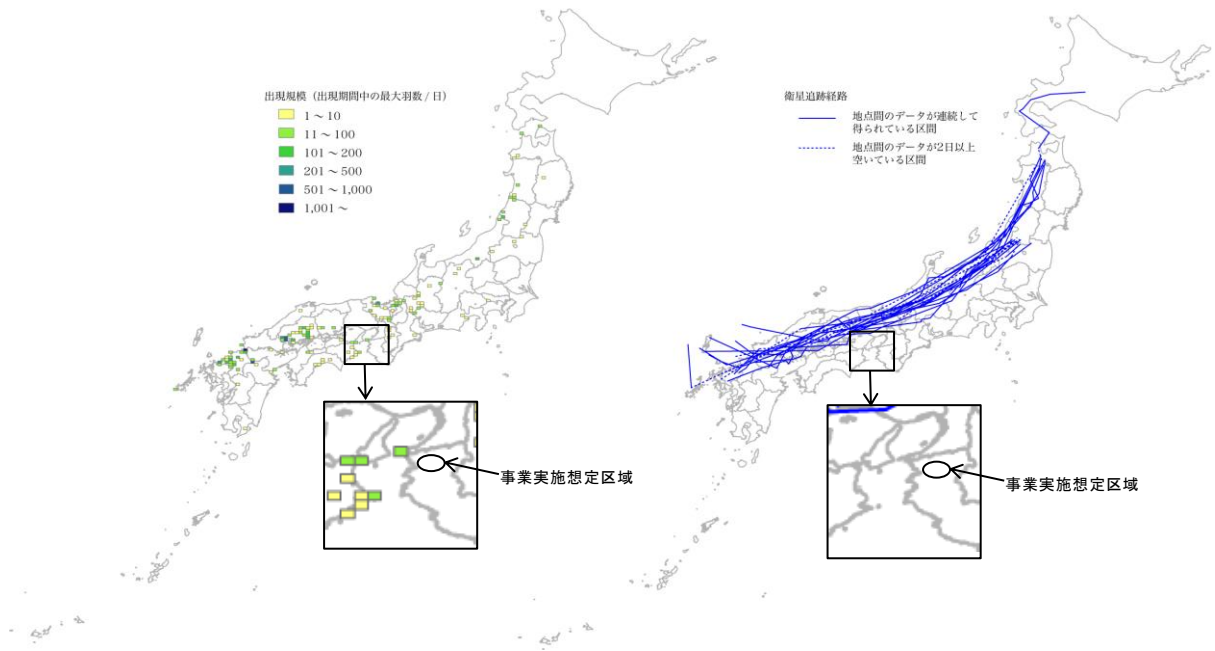 出現規模（出現期間中の最大羽数 / 日）
1 ～ 10
11 ～ 100
101 ～ 200
201 ～ 500
501 ～ 1,000
1,001 ～
事業実施想定区域
衛星追跡経路
地点間のデータが連続して
得られている区間
地点間のデータが2日以上
空いている区間
事業実施想定区域